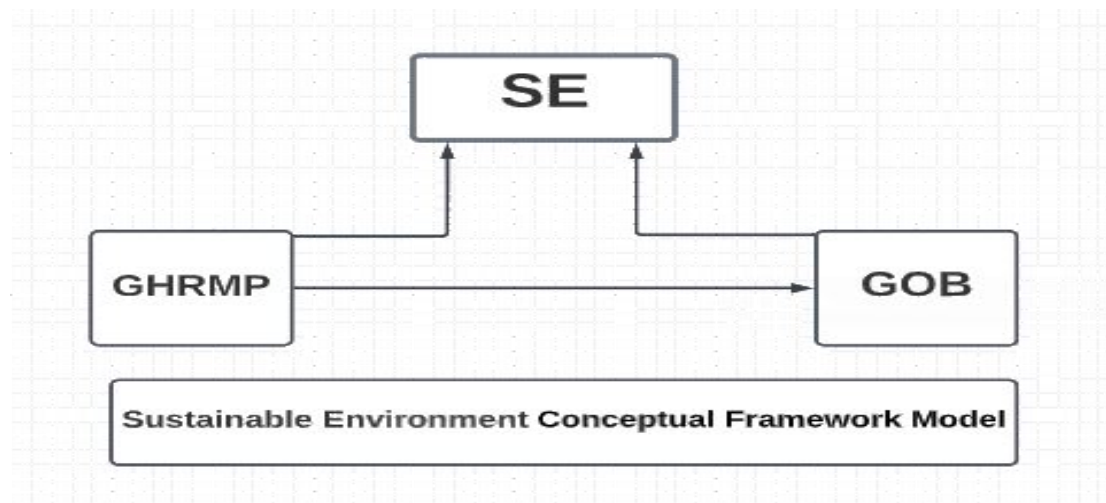 SE
GHRMP
GOB
Sustainable Environment Conceptual Framework Model